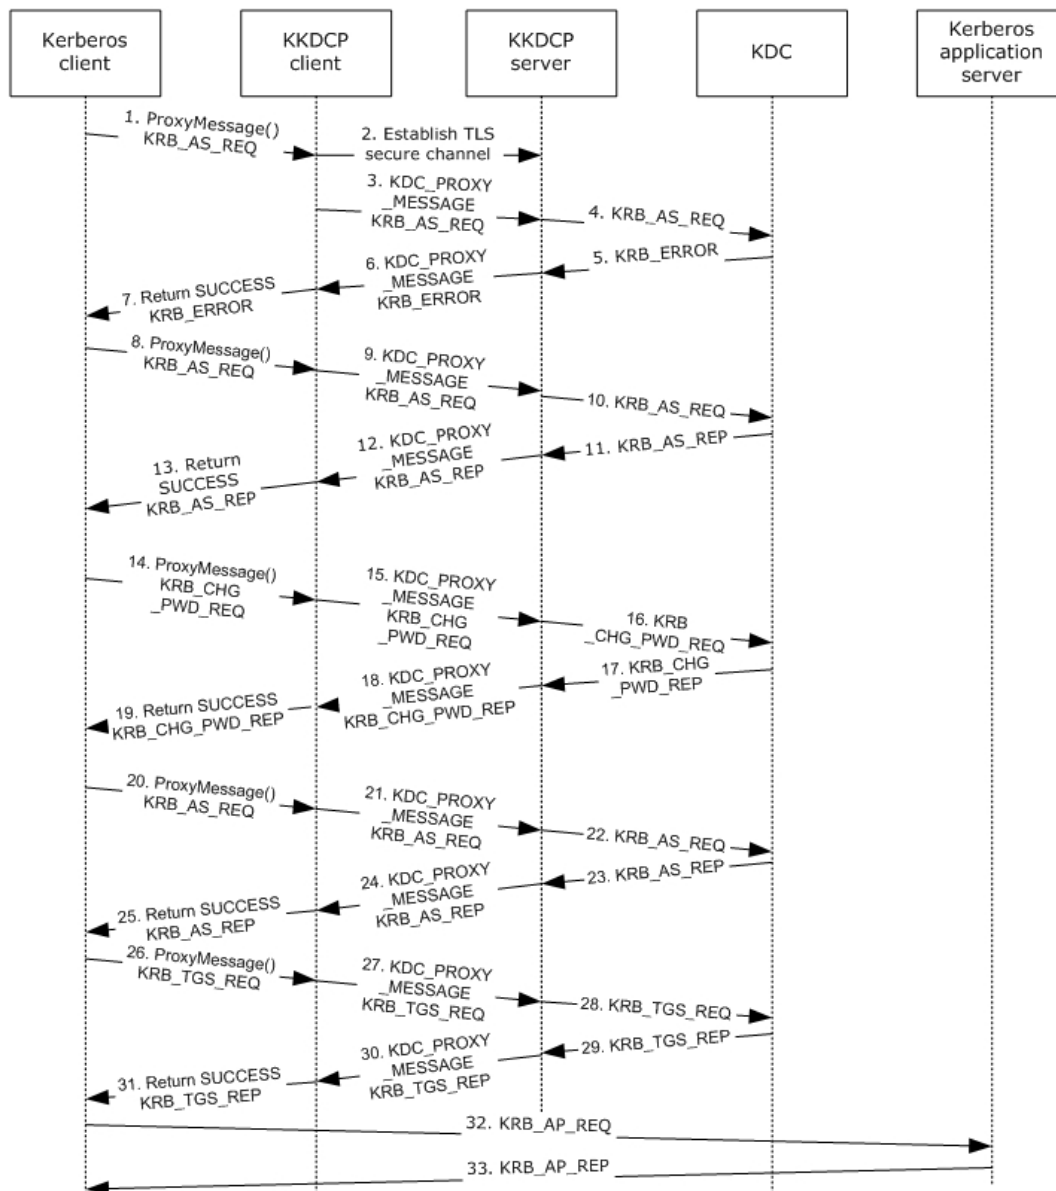 Kerberos
client
KKDCP
client
KKDCP
server
KDC
Kerberos
application
server
1. ProxyMessage()
KRB_AS_REQ
2. Establish TLS
secure channel
3. KDC_PROXY
_MESSAGE
KRB_AS_REQ
4. KRB_AS_REQ
5. KRB_ERROR
6. KDC_PROXY
_MESSAGE
KRB_ERROR
7. Return SUCCESS
KRB_ERROR
8. ProxyMessage()
KRB_AS_REQ
9. KDC_PROXY
_MESSAGE
KRB_AS_REQ
10. KRB_AS_REQ
11. KRB_AS_REP
12. KDC_PROXY
_MESSAGE
KRB_AS_REP
13. Return
SUCCESS
KRB_AS_REP
14. ProxyMessage()
KRB_CHG
_PWD_REQ
15. KDC_PROXY
_MESSAGE
KRB_CHG
_PWD_REQ
16. KRB
_CHG_PWD_REQ
17. KRB_CHG
_PWD_REP
18. KDC_PROXY
_MESSAGE
KRB_CHG_PWD_REP
19. Return SUCCESS
KRB_CHG_PWD_REP
20. ProxyMessage()
KRB_AS_REQ
21. KDC_PROXY
_MESSAGE
KRB_AS_REQ
22. KRB_AS_REQ
23. KRB_AS_REP
24. KDC_PROXY
_MESSAGE
KRB_AS_REP
25. Return SUCCESS
KRB_AS_REP
26. ProxyMessage()
KRB_TGS_REQ
27. KDC_PROXY
_MESSAGE
KRB_TGS_REQ
28. KRB_TGS_REQ
29. KRB_TGS_REP
30. KDC_PROXY
_MESSAGE
KRB_TGS_REP
31. Return SUCCESS
KRB_TGS_REP
32. KRB_AP_REQ
33. KRB_AP_REP